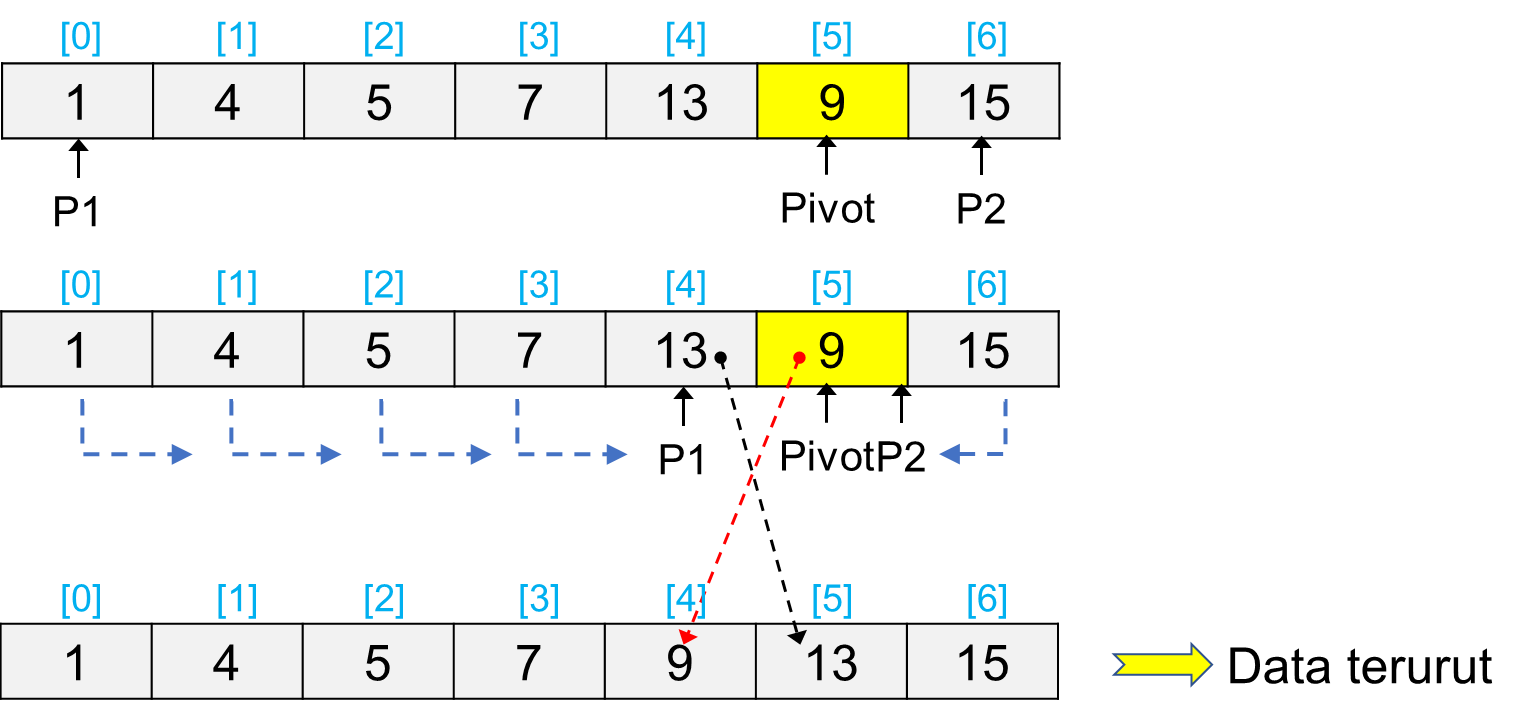 [0] [1] [2] [3] [4] [5] [6]
1 4 5 7 13 9 15
P1 Pivot P2
[0] [1] [2] [3] [4] [5] [6]
1 4 5 7 13 9 15
P1 PivotP2
[0] [1] [2] [3] [4] [5] [6]
1 4 5 7 9 13 15 Data terurut